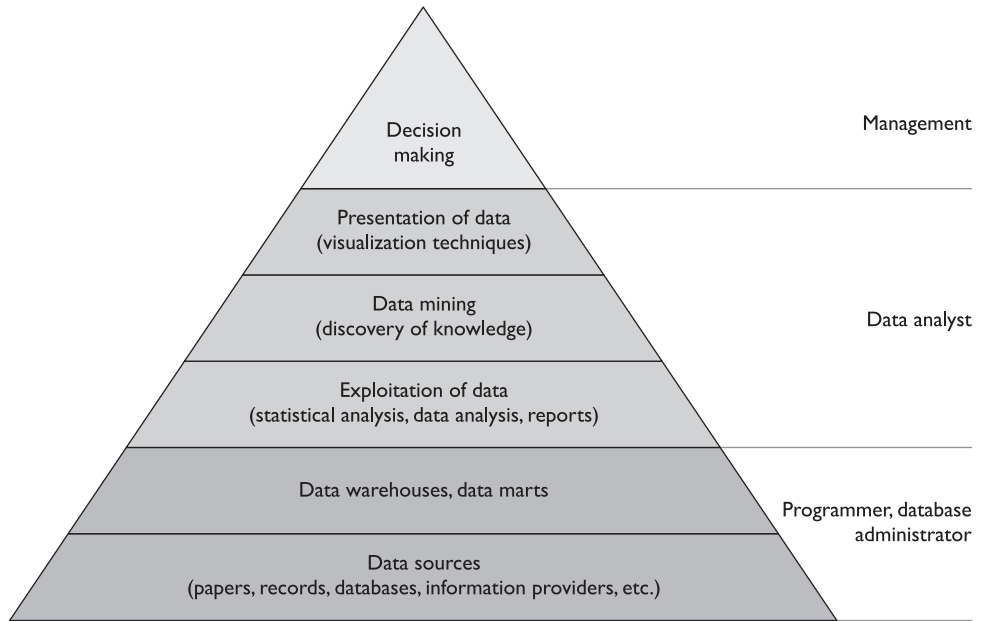 Decision
making
Management
Presentation of data
(visualization techniques)
Data mining
(discovery of knowledge)
Data analyst
Exploitation of data
(statistical analysis, data analysis, reports)
Data warehouses, data marts
Programmer, database
administrator
Data sources
(papers, records, databases, information providers, etc.)